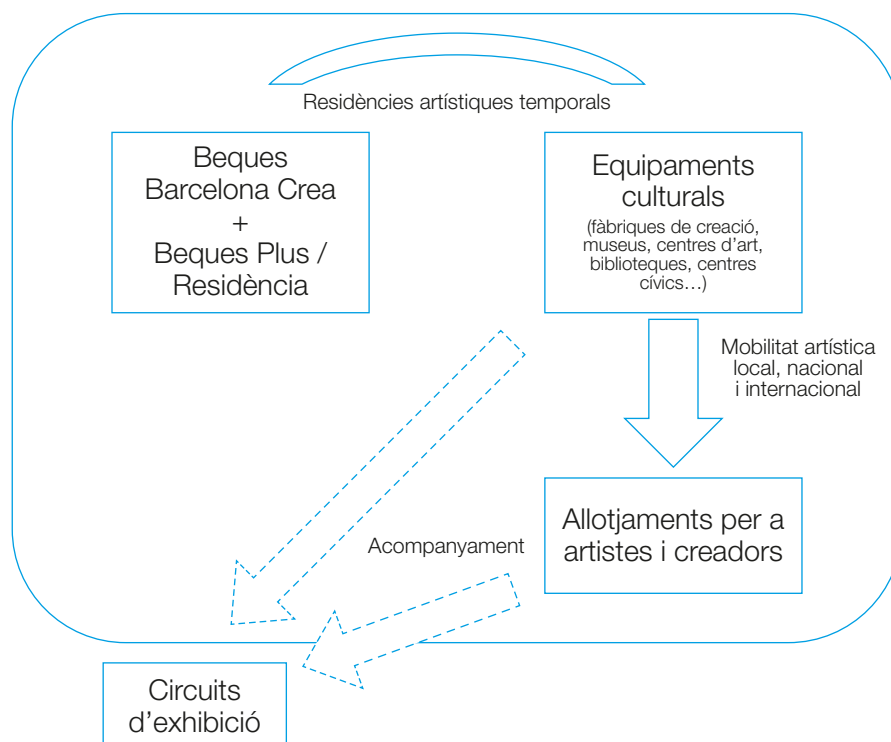 Residències artístiques temporals
Beques
Barcelona Crea
+
Beques Plus /
Residència
Equipaments
culturals
(fàbriques de creació,
museus, centres d’art,
biblioteques, centres
cívics…)
Mobilitat artística
local, nacional
i internacional
Allotjaments per a
artistes i creadors
Acompanyament
Circuits
d’exhibició